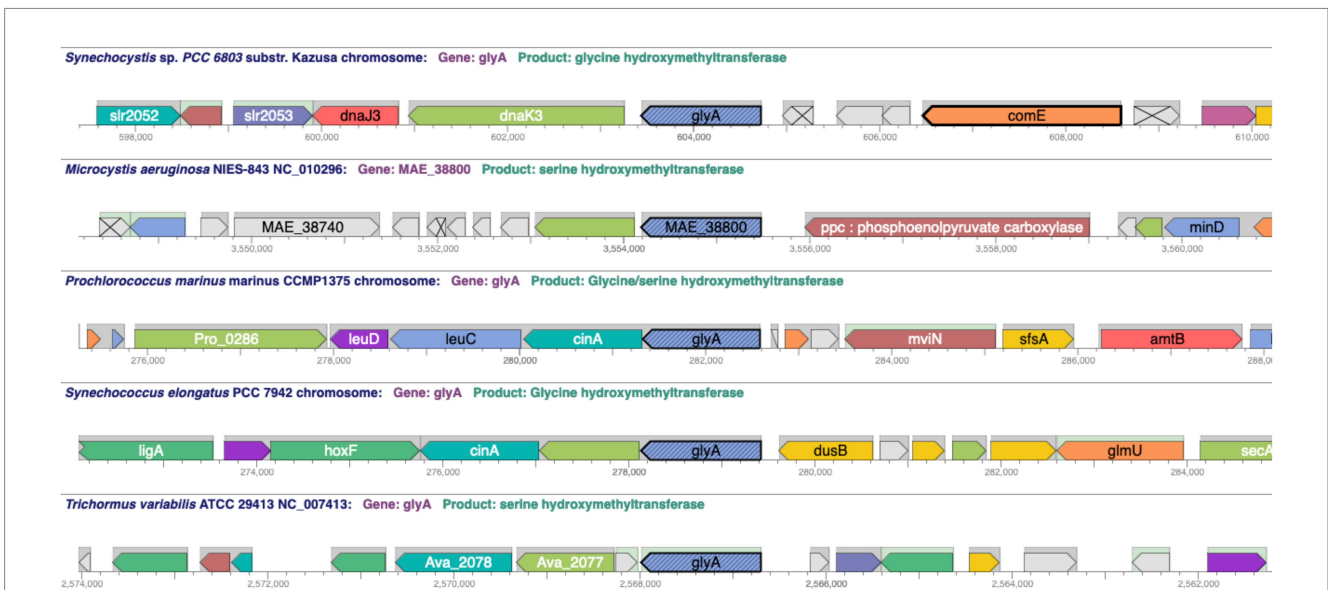 Synechocystis sp. PCC 6803 substr. Kazusa chromosome: Gene: glyA Product: glycine hydroxymethyltransferase
slr2052 slr2053 dnaJ3 dnaK3 glyA comE
598,000 600,000 602,000 604,000 606,000 608,000 610,000
Microcystis aeruginosa NIES-843 NC_010296: Gene: MAE_38800 Product: serine hydroxymethyltransferase
MAE_38740 MAE_38800 ppc : phosphoenolpyruvate carboxylase minD
3,550,000 3,552,000 3,554,000 3,556,000 3,558,000 3,560,000
Prochlorococcus marinus marinus CCMP1375 chromosome: Gene: glyA Product: Glycine/serine hydroxymethyltransferase
Pro_0286 leuD leuC cinA glyA mviN sfsA amtB
276,000 278,000 280,000 282,000 284,000 286,000 288,0
Synechococcus elongatus PCC 7942 chromosome: Gene: glyA Product: Glycine hydroxymethyltransferase
ligA hoxF cinA glyA dusB glmU secA
274,000 276,000 278,000 280,000 282,000 284,000
Trichormus variabilis ATCC 29413 NC_007413: Gene: glyA Product: serine hydroxymethyltransferase
Ava_2078 Ava_2077 glyA
2,574,000 2,572,000 2,570,000 2,568,000 2,566,000 2,564,000 2,562,000